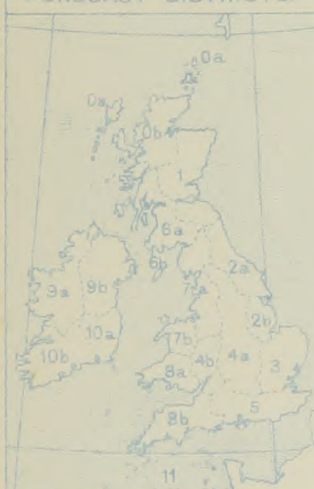 FORECAST DISTRICTS.
0a
0a
0b
1
6a
6b
2a
7a
9a
9b
2b
7b
10a
4b
4a
3
10b
8a
5
8b
11